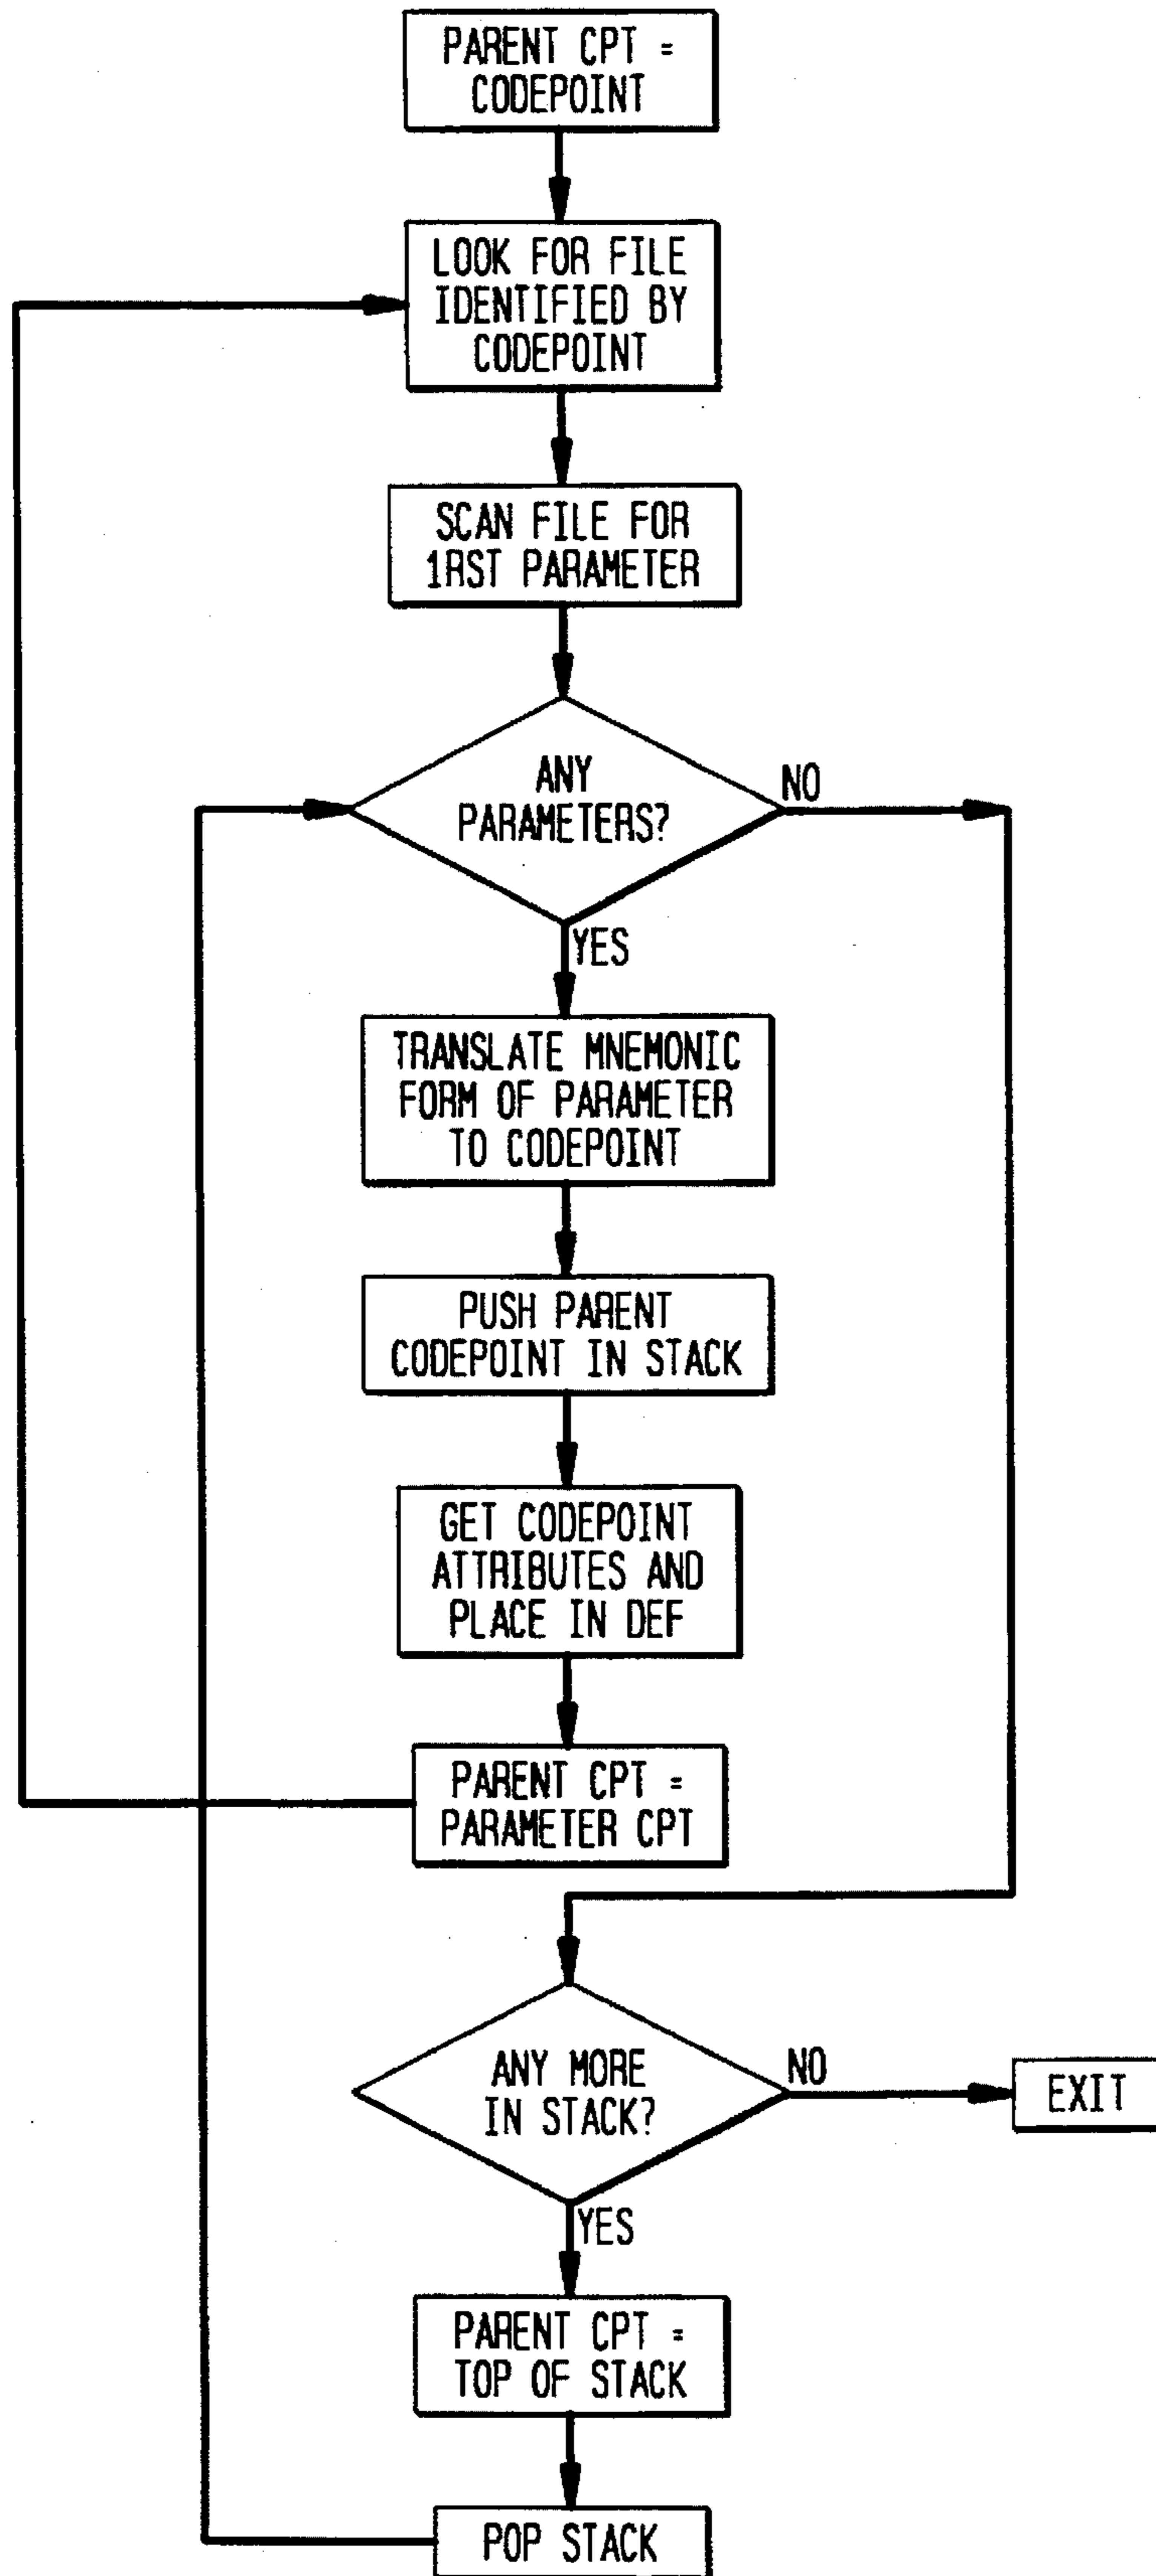 PARENT CPT =
CODEPOINT
LOOK FOR FILE
IDENTIFIED BY
CODEPOINT
SCAN FILE FOR
1RST PARAMETER
ANY
PARAMETERS?
NO
YES
TRANSLATE MNEMONIC
FORM OF PARAMETER
TO CODEPOINT
PUSH PARENT
CODEPOINT IN STACK
GET CODEPOINT
ATTRIBUTES AND
PLACE IN DEF
PARENT CPT =
PARAMETER CPT
ANY MORE
IN STACK?
NO
EXIT
YES
PARENT CPT =
TOP OF STACK
POP STACK